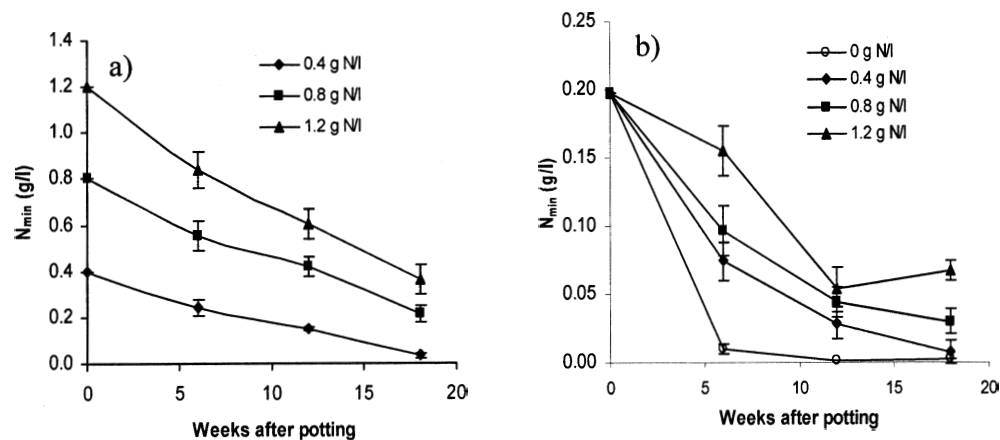 a)
N_min (g/l)
1.4
1.2
1.0
0.8
0.6
0.4
0.2
0.0
0 5 10 15 20
Weeks after potting
0.4 g N/l
0.8 g N/l
1.2 g N/l
b)
N_min (g/l)
0.25
0.20
0.15
0.10
0.05
0.00
0 5 10 15 20
Weeks after potting
0 g N/l
0.4 g N/l
0.8 g N/l
1.2 g N/l